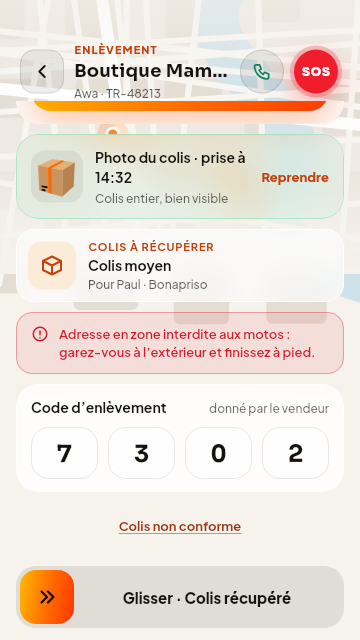 ENLÈVEMENT
Boutique Mam…
Awa · TR-48213
SOS
Photo du colis · prise à
14:32
Colis entier, bien visible
Reprendre
COLIS À RÉCUPÉRER
Colis moyen
Pour Paul · Bonapriso
Adresse en zone interdite aux motos :
garez-vous à l’extérieur et finissez à pied.
Code d’enlèvement
donné par le vendeur
7 3 0 2
Colis non conforme
Glisser · Colis récupéré